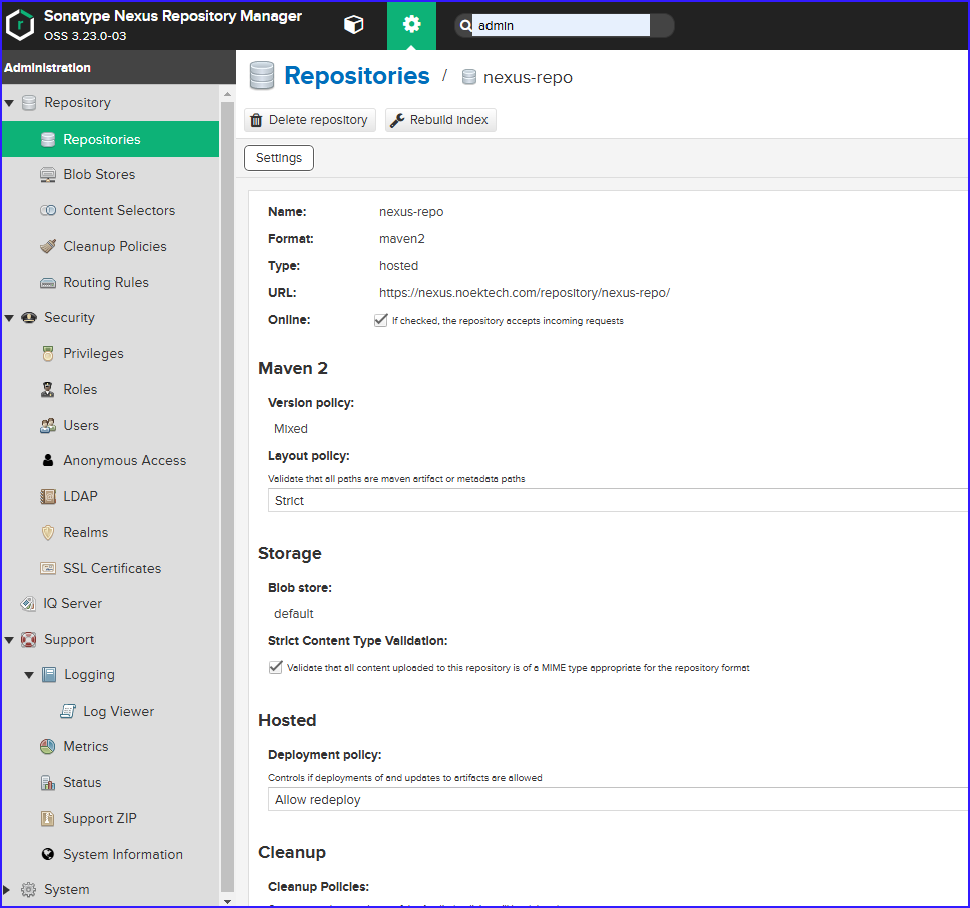 Sonatype Nexus Repository Manager
OSS 3.23.0-03
admin
Administration
Repository
Repositories
Blob Stores
Content Selectors
Cleanup Policies
Routing Rules
Security
Privileges
Roles
Users
Anonymous Access
LDAP
Realms
SSL Certificates
IQ Server
Support
Logging
Log Viewer
Metrics
Status
Support ZIP
System Information
System
Repositories / nexus-repo
Delete repository Rebuild index
Settings
Name: nexus-repo
Format: maven2
Type: hosted
URL: https://nexus.noektech.com/repository/nexus-repo/
Online: If checked, the repository accepts incoming requests
Maven 2
Version policy:
Mixed
Layout policy:
Validate that all paths are maven artifact or metadata paths
Strict
Storage
Blob store:
default
Strict Content Type Validation:
Validate that all content uploaded to this repository is of a MIME type appropriate for the repository format
Hosted
Deployment policy:
Controls if deployments of and updates to artifacts are allowed
Allow redeploy
Cleanup
Cleanup Policies: